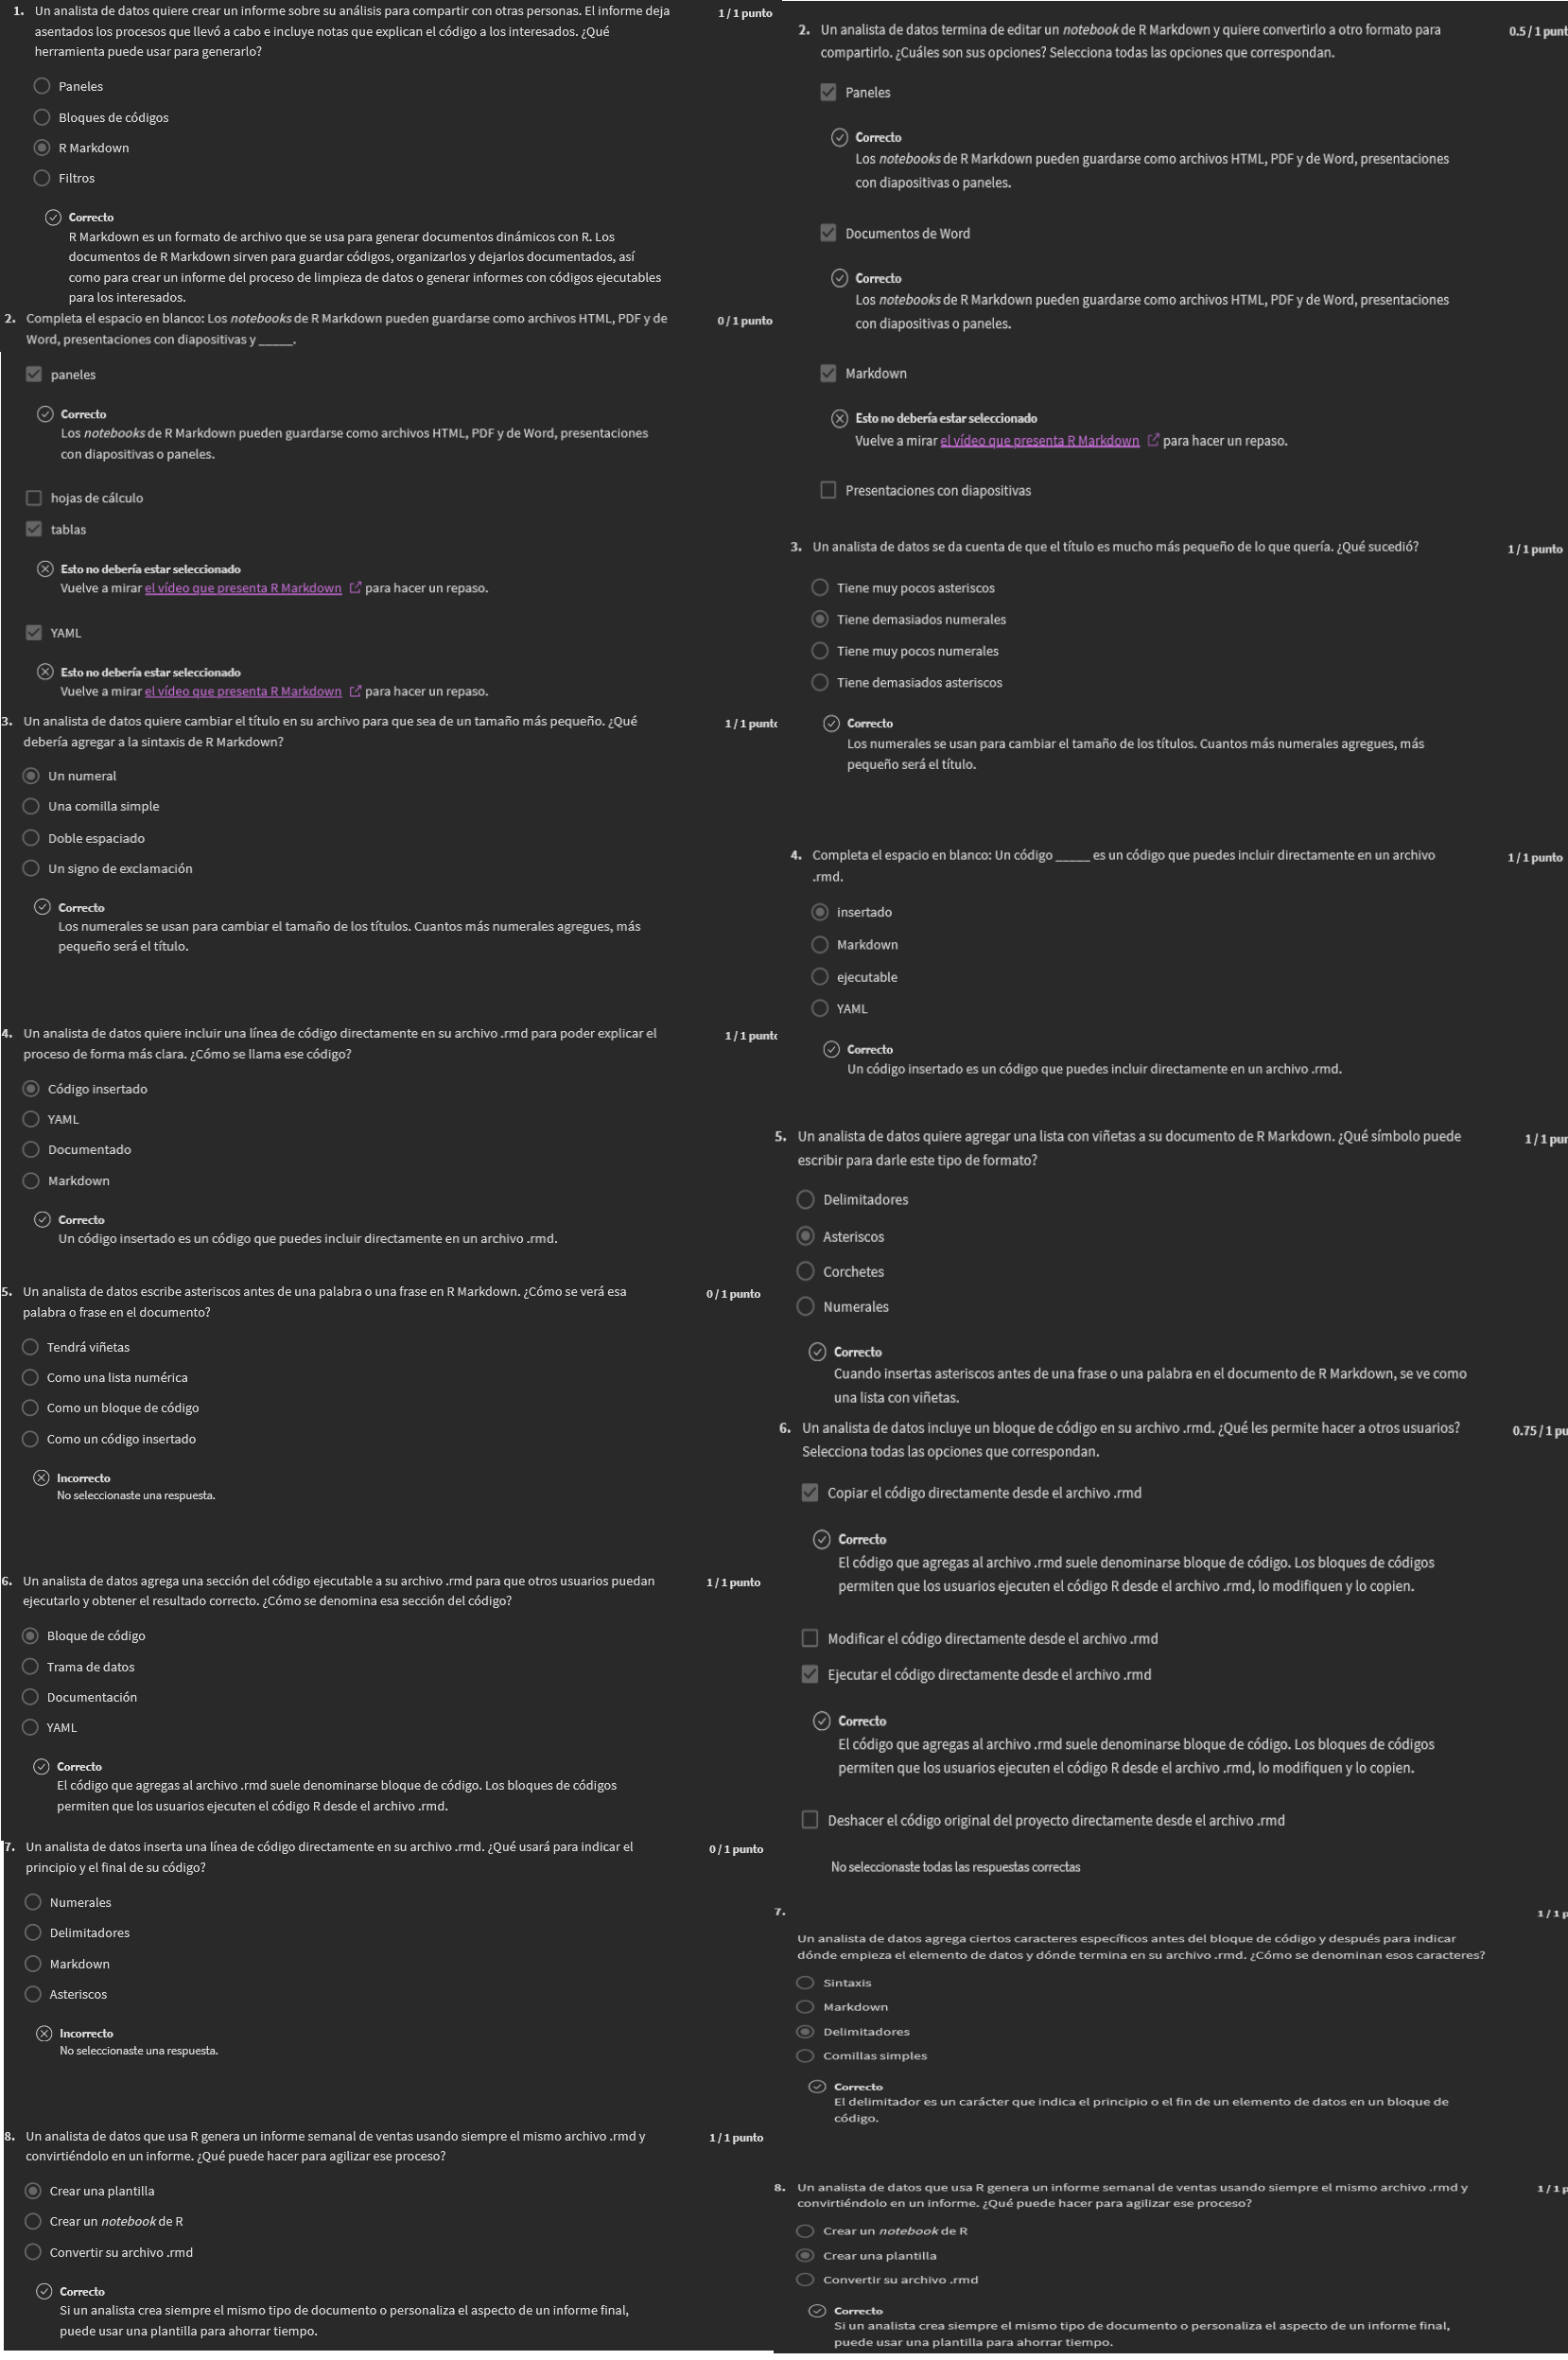 1. Un analista de datos quiere crear un informe sobre su análisis para compartir con otras personas. El informe deja
1 / 1 punto
asentados los procesos que llevó a cabo e incluye notas que explican el código a los interesados. ¿Qué
herramienta puede usar para generarlo?
Paneles
Bloques de códigos
R Markdown
Filtros
Correcto
R Markdown es un formato de archivo que se usa para generar documentos dinámicos con R. Los
documentos de R Markdown sirven para guardar códigos, organizarlos y dejarlos documentados, así
como para crear un informe del proceso de limpieza de datos o generar informes con códigos ejecutables
para los interesados.
2. Completa el espacio en blanco: Los notebooks de R Markdown pueden guardarse como archivos HTML, PDF y de
0 / 1 punto
Word, presentaciones con diapositivas y _____.
paneles
Correcto
Los notebooks de R Markdown pueden guardarse como archivos HTML, PDF y de Word, presentaciones
con diapositivas o paneles.
hojas de cálculo
tablas
Esto no debería estar seleccionado
Vuelve a mirar el vídeo que presenta R Markdown para hacer un repaso.
YAML
Esto no debería estar seleccionado
Vuelve a mirar el vídeo que presenta R Markdown para hacer un repaso.
3. Un analista de datos quiere cambiar el título en su archivo para que sea de un tamaño más pequeño. ¿Qué
1 / 1 punto
debería agregar a la sintaxis de R Markdown?
Un numeral
Una comilla simple
Doble espaciado
Un signo de exclamación
Correcto
Los numerales se usan para cambiar el tamaño de los títulos. Cuantos más numerales agregues, más
pequeño será el título.
4. Un analista de datos quiere incluir una línea de código directamente en su archivo .rmd para poder explicar el
1 / 1 punto
proceso de forma más clara. ¿Cómo se llama ese código?
Código insertado
YAML
Documentado
Markdown
Correcto
Un código insertado es un código que puedes incluir directamente en un archivo .rmd.
5. Un analista de datos escribe asteriscos antes de una palabra o una frase en R Markdown. ¿Cómo se verá esa
0 / 1 punto
palabra o frase en el documento?
Tendrá viñetas
Como una lista numérica
Como un bloque de código
Como un código insertado
Incorrecto
No seleccionaste una respuesta.
6. Un analista de datos agrega una sección del código ejecutable a su archivo .rmd para que otros usuarios puedan
1 / 1 punto
ejecutarlo y obtener el resultado correcto. ¿Cómo se denomina esa sección del código?
Bloque de código
Trama de datos
Documentación
YAML
Correcto
El código que agregas al archivo .rmd suele denominarse bloque de código. Los bloques de códigos
permiten que los usuarios ejecuten el código R desde el archivo .rmd.
7. Un analista de datos inserta una línea de código directamente en su archivo .rmd. ¿Qué usará para indicar el
0 / 1 punto
principio y el final de su código?
Numerales
Delimitadores
Markdown
Asteriscos
Incorrecto
No seleccionaste una respuesta.
8. Un analista de datos que usa R genera un informe semanal de ventas usando siempre el mismo archivo .rmd y
1 / 1 punto
convirtiéndolo en un informe. ¿Qué puede hacer para agilizar ese proceso?
Crear una plantilla
Crear un notebook de R
Convertir su archivo .rmd
Correcto
Si un analista crea siempre el mismo tipo de documento o personaliza el aspecto de un informe final,
puede usar una plantilla para ahorrar tiempo.
2. Un analista de datos termina de editar un notebook de R Markdown y quiere convertirlo a otro formato para
0.5 / 1 punt
compartirlo. ¿Cuáles son sus opciones? Selecciona todas las opciones que correspondan.
Paneles
Correcto
Los notebooks de R Markdown pueden guardarse como archivos HTML, PDF y de Word, presentaciones
con diapositivas o paneles.
Documentos de Word
Correcto
Los notebooks de R Markdown pueden guardarse como archivos HTML, PDF y de Word, presentaciones
con diapositivas o paneles.
Markdown
Esto no debería estar seleccionado
Vuelve a mirar el vídeo que presenta R Markdown para hacer un repaso.
Presentaciones con diapositivas
3. Un analista de datos se da cuenta de que el título es mucho más pequeño de lo que quería. ¿Qué sucedió?
1 / 1 punto
Tiene muy pocos asteriscos
Tiene demasiados numerales
Tiene muy pocos numerales
Tiene demasiados asteriscos
Correcto
Los numerales se usan para cambiar el tamaño de los títulos. Cuantos más numerales agregues, más
pequeño será el título.
4. Completa el espacio en blanco: Un código _____ es un código que puedes incluir directamente en un archivo
1 / 1 punto
.rmd.
insertado
Markdown
ejecutable
YAML
Correcto
Un código insertado es un código que puedes incluir directamente en un archivo .rmd.
5. Un analista de datos quiere agregar una lista con viñetas a su documento de R Markdown. ¿Qué símbolo puede
1 / 1 pun
escribir para darle este tipo de formato?
Delimitadores
Asteriscos
Corchetes
Numerales
Correcto
Cuando insertas asteriscos antes de una frase o una palabra en el documento de R Markdown, se ve como
una lista con viñetas.
6. Un analista de datos incluye un bloque de código en su archivo .rmd. ¿Qué les permite hacer a otros usuarios?
0.75 / 1 pu
Selecciona todas las opciones que correspondan.
Copiar el código directamente desde el archivo .rmd
Correcto
El código que agregas al archivo .rmd suele denominarse bloque de código. Los bloques de códigos
permiten que los usuarios ejecuten el código R desde el archivo .rmd, lo modifiquen y lo copien.
Modificar el código directamente desde el archivo .rmd
Ejecutar el código directamente desde el archivo .rmd
Correcto
El código que agregas al archivo .rmd suele denominarse bloque de código. Los bloques de códigos
permiten que los usuarios ejecuten el código R desde el archivo .rmd, lo modifiquen y lo copien.
Deshacer el código original del proyecto directamente desde el archivo .rmd
No seleccionaste todas las respuestas correctas
7.
1 / 1 p
Un analista de datos agrega ciertos caracteres específicos antes del bloque de código y después para indicar
dónde empieza el elemento de datos y dónde termina en su archivo .rmd. ¿Cómo se denominan esos caracteres?
Sintaxis
Markdown
Delimitadores
Comillas simples
Correcto
El delimitador es un carácter que indica el principio o el fin de un elemento de datos en un bloque de
código.
8. Un analista de datos que usa R genera un informe semanal de ventas usando siempre el mismo archivo .rmd y
1 / 1 p
convirtiéndolo en un informe. ¿Qué puede hacer para agilizar ese proceso?
Crear un notebook de R
Crear una plantilla
Convertir su archivo .rmd
Correcto
Si un analista crea siempre el mismo tipo de documento o personaliza el aspecto de un informe final,
puede usar una plantilla para ahorrar tiempo.